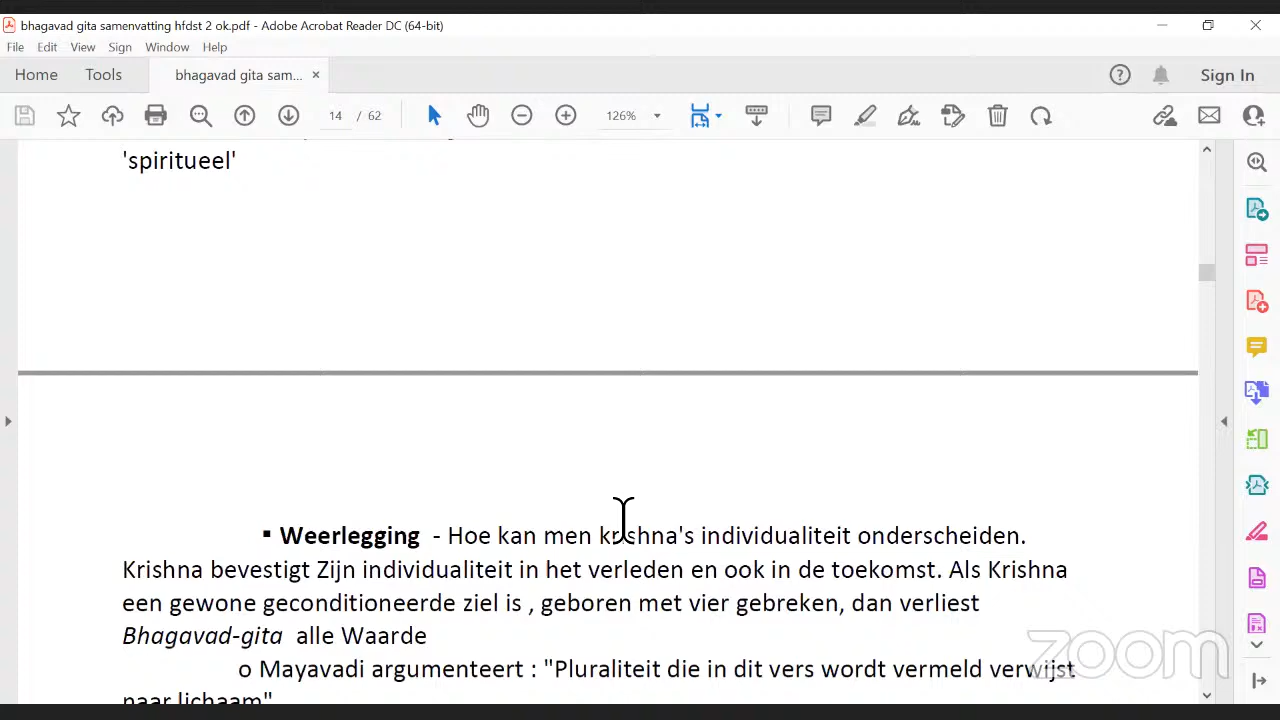 bhagavad gita samenvatting hfdst 2 ok.pdf - Adobe Acrobat Reader DC (64-bit)
File Edit View Sign Window Help
Home Tools bhagavad gita sam... × Sign In
14 / 62 126%
'spiritueel'
▪ Weerlegging - Hoe kan men krishna's individualiteit onderscheiden.
Krishna bevestigt Zijn individualiteit in het verleden en ook in de toekomst. Als Krishna
een gewone geconditioneerde ziel is , geboren met vier gebreken, dan verliest
Bhagavad-gita alle Waarde
o Mayavadi argumenteert : "Pluraliteit die in dit vers wordt vermeld verwijst
naar lichaam"
zoom